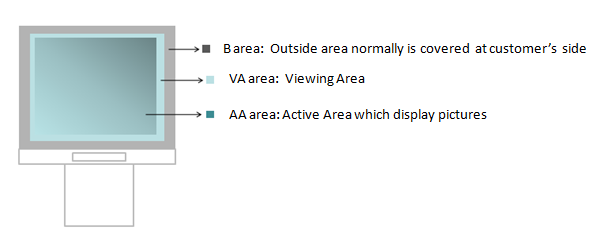 B area: Outside area normally is covered at customer’s side
VA area: Viewing Area
AA area: Active Area which display pictures